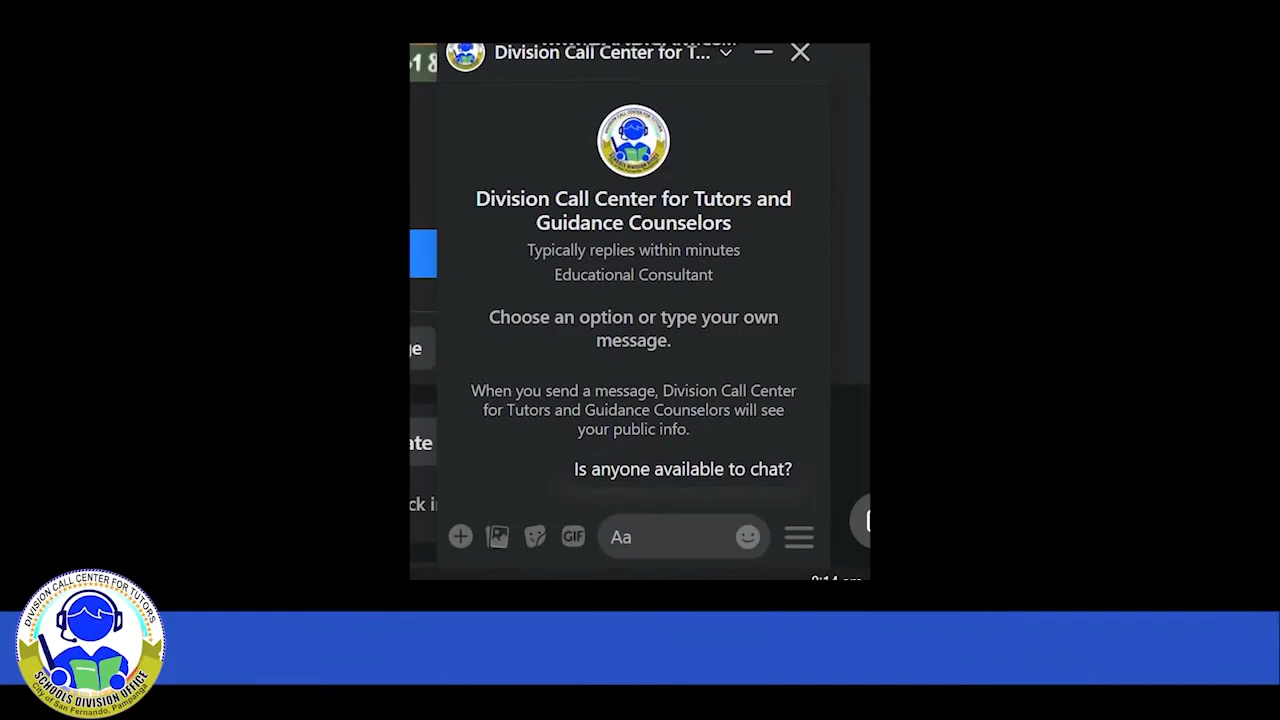 Division Call Center for T...
18
Division Call Center for Tutors and
Guidance Counselors
Typically replies within minutes
Educational Consultant
ge
Choose an option or type your own
message.
When you send a message, Division Call Center
for Tutors and Guidance Counselors will see
your public info.
ate
Is anyone available to chat?
ck i
GIF
Aa
DIVISION CALL CENTER FOR TUTORS
SCHOOLS DIVISION OFFICE
City of San Fernando, Pampanga